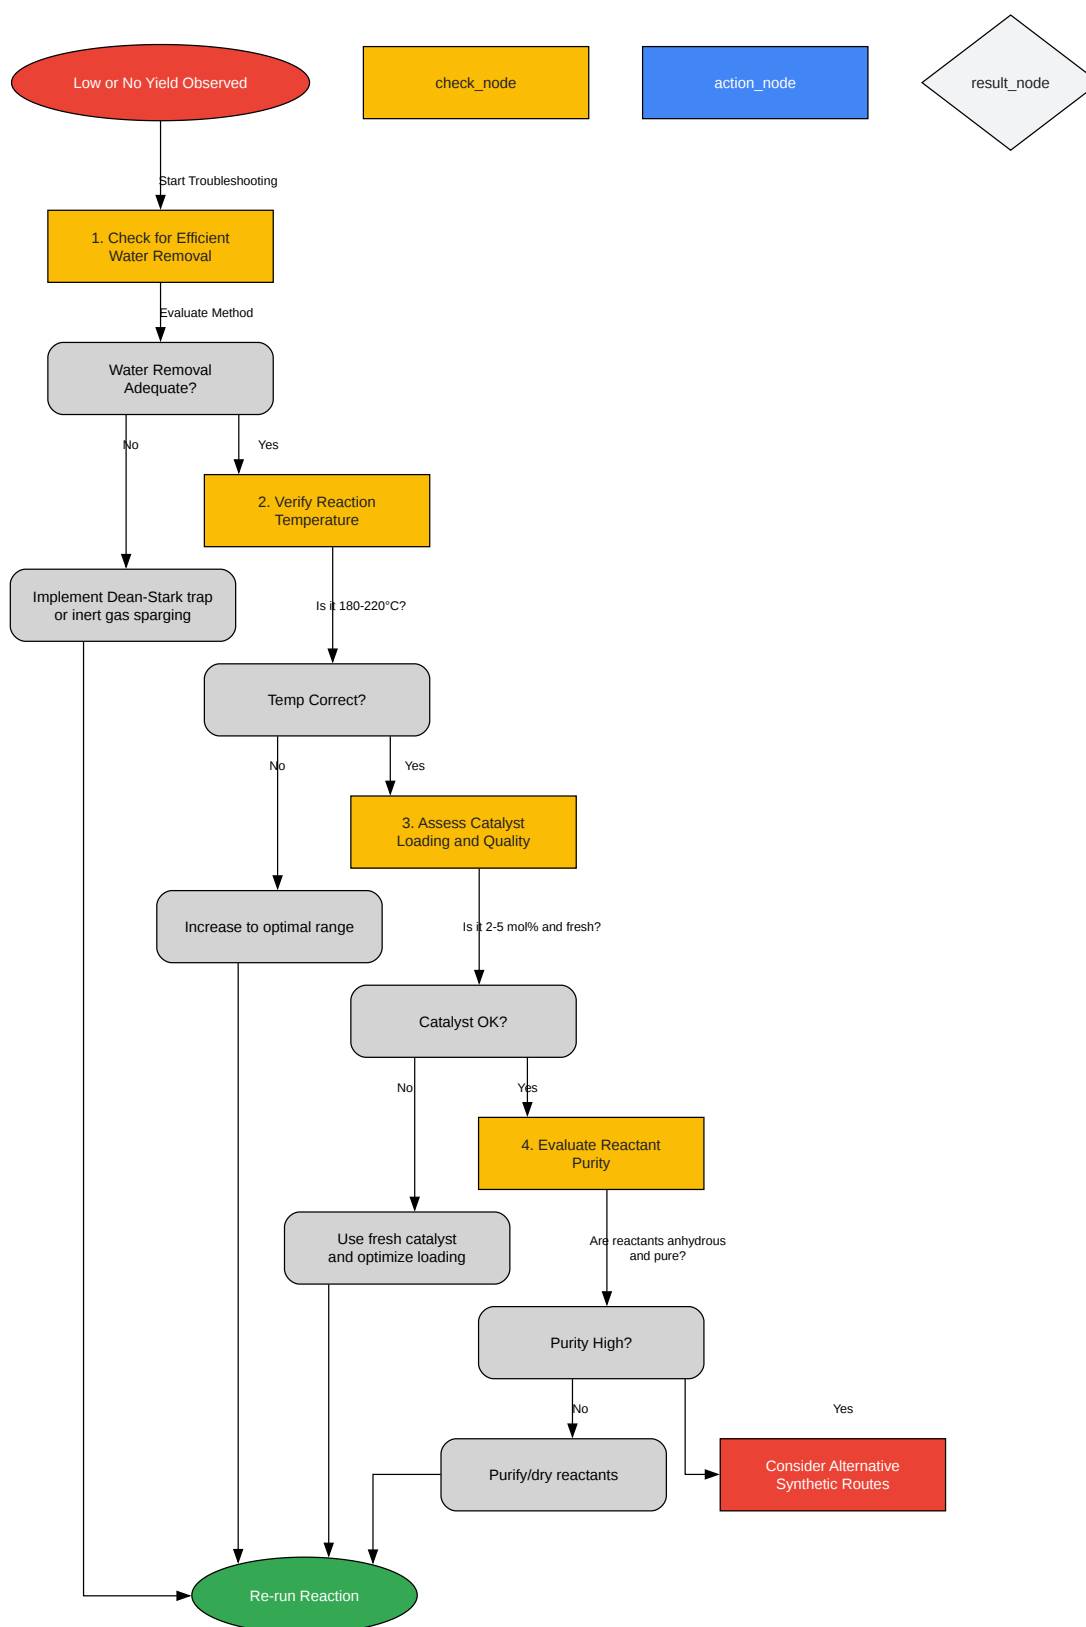 Low or No Yield Observed
check_node
action_node
result_node
Start Troubleshooting
1. Check for Efficient
Water Removal
Evaluate Method
Water Removal
Adequate?
No
Yes
2. Verify Reaction
Temperature
Implement Dean-Stark trap
or inert gas sparging
Is it 180-220°C?
Temp Correct?
No
Yes
3. Assess Catalyst
Loading and Quality
Increase to optimal range
Is it 2-5 mol% and fresh?
Catalyst OK?
No
Yes
4. Evaluate Reactant
Purity
Use fresh catalyst
and optimize loading
Are reactants anhydrous
and pure?
Purity High?
No
Yes
Purify/dry reactants
Consider Alternative
Synthetic Routes
Re-run Reaction